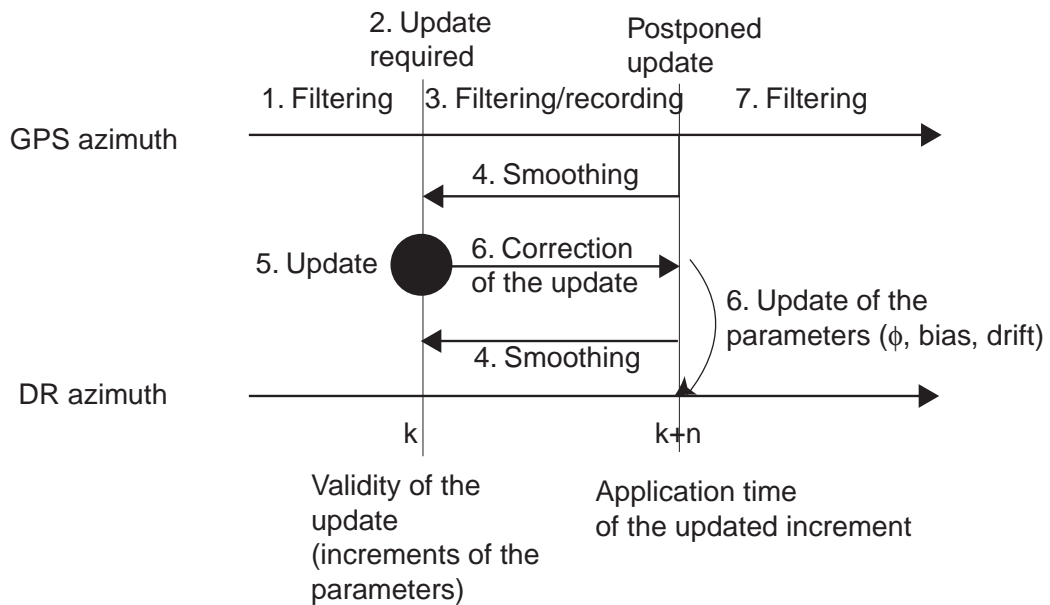 2. Update
required
Postponed
update
1. Filtering
3. Filtering/recording
7. Filtering
GPS azimuth
4. Smoothing
5. Update
6. Correction
of the update
6. Update of the
parameters (ϕ, bias, drift)
4. Smoothing
DR azimuth
k
k+n
Validity of the
update
(increments of the
parameters)
Application time
of the updated increment